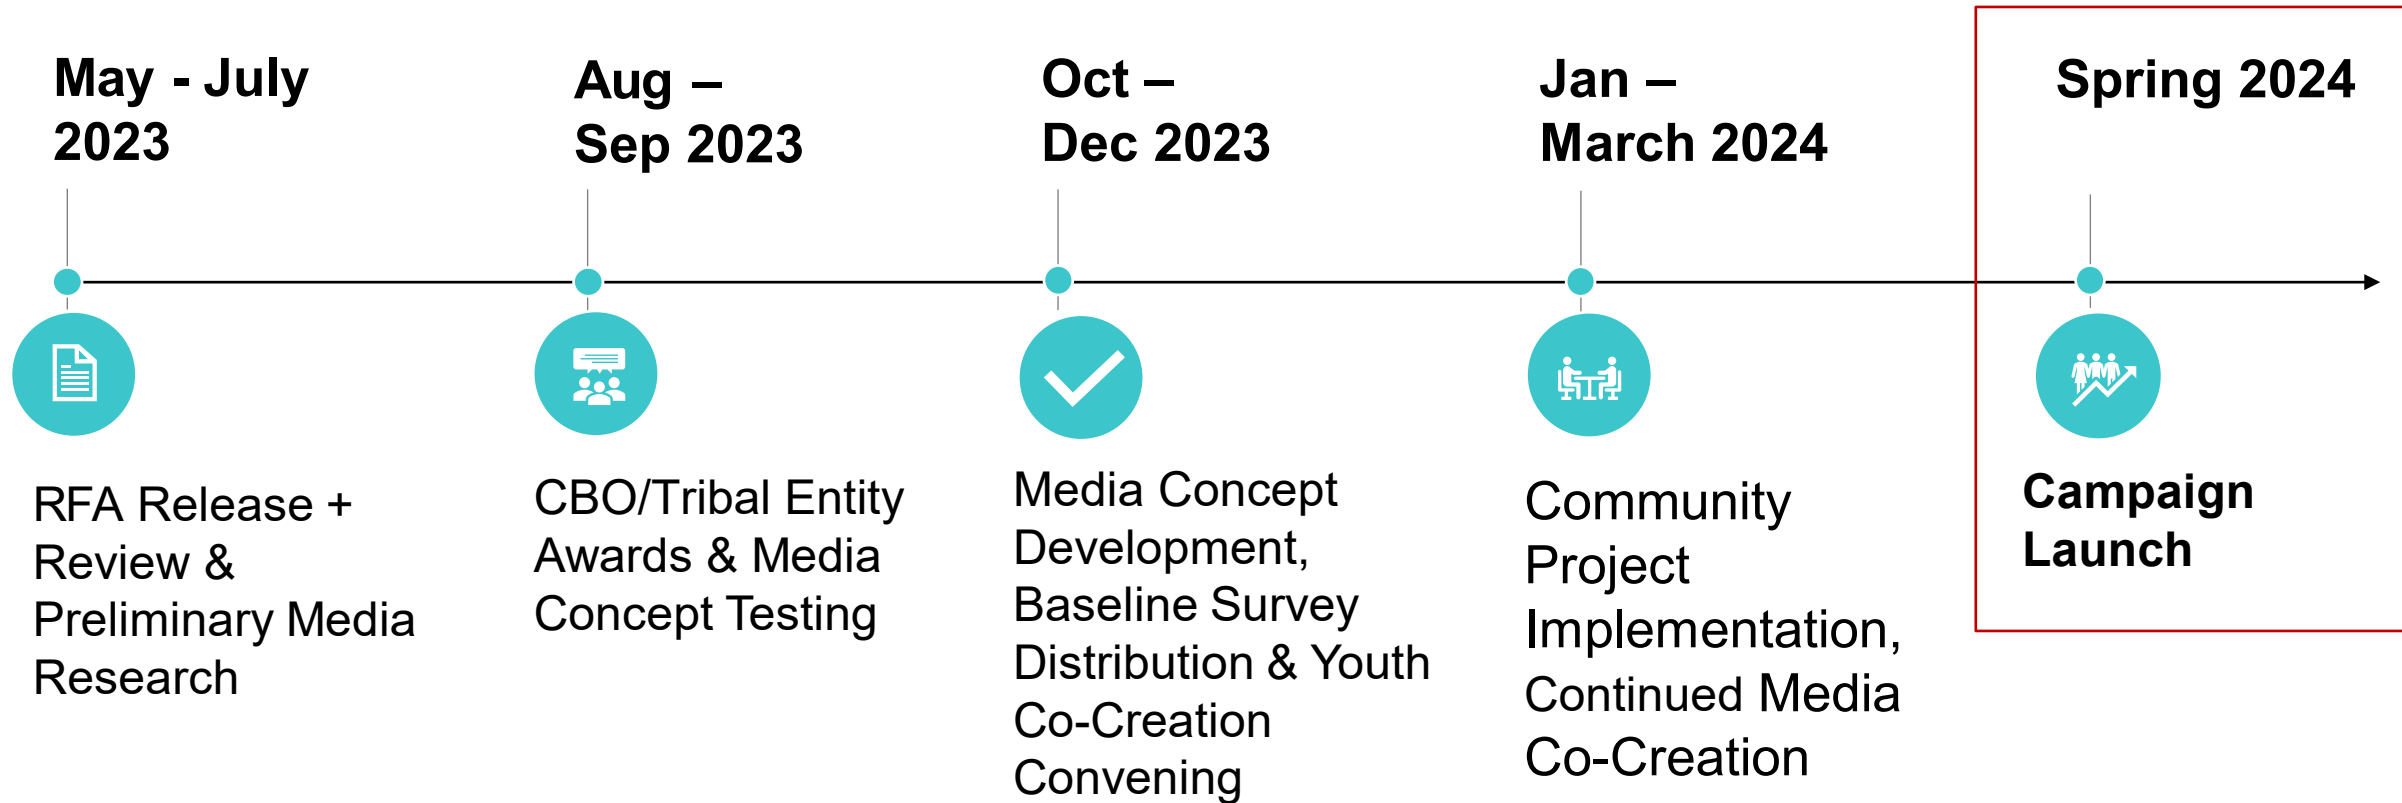 May - July
2023
Aug –
Sep 2023
Oct –
Dec 2023
Jan –
March 2024
Spring 2024
RFA Release +
Review &
Preliminary Media
Research
CBO/Tribal Entity
Awards & Media
Concept Testing
Media Concept
Development,
Baseline Survey
Distribution & Youth
Co-Creation
Convening
Community
Project
Implementation,
Continued Media
Co-Creation
Campaign
Launch